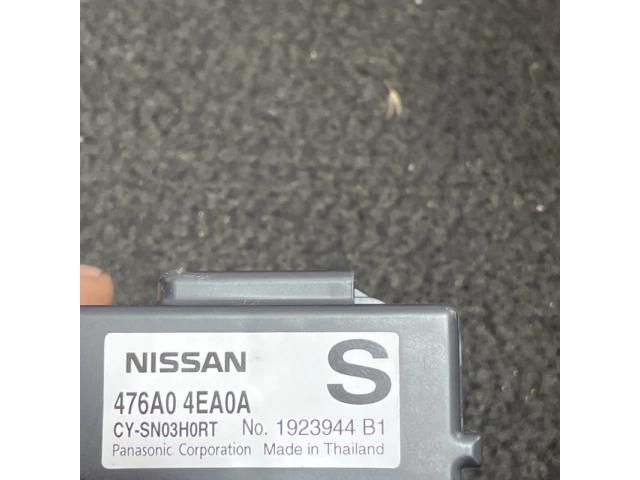 NISSAN S
476A0 4EA0A
CY-SN03H0RT No. 1923944 B1
Panasonic Corporation Made in Thailand